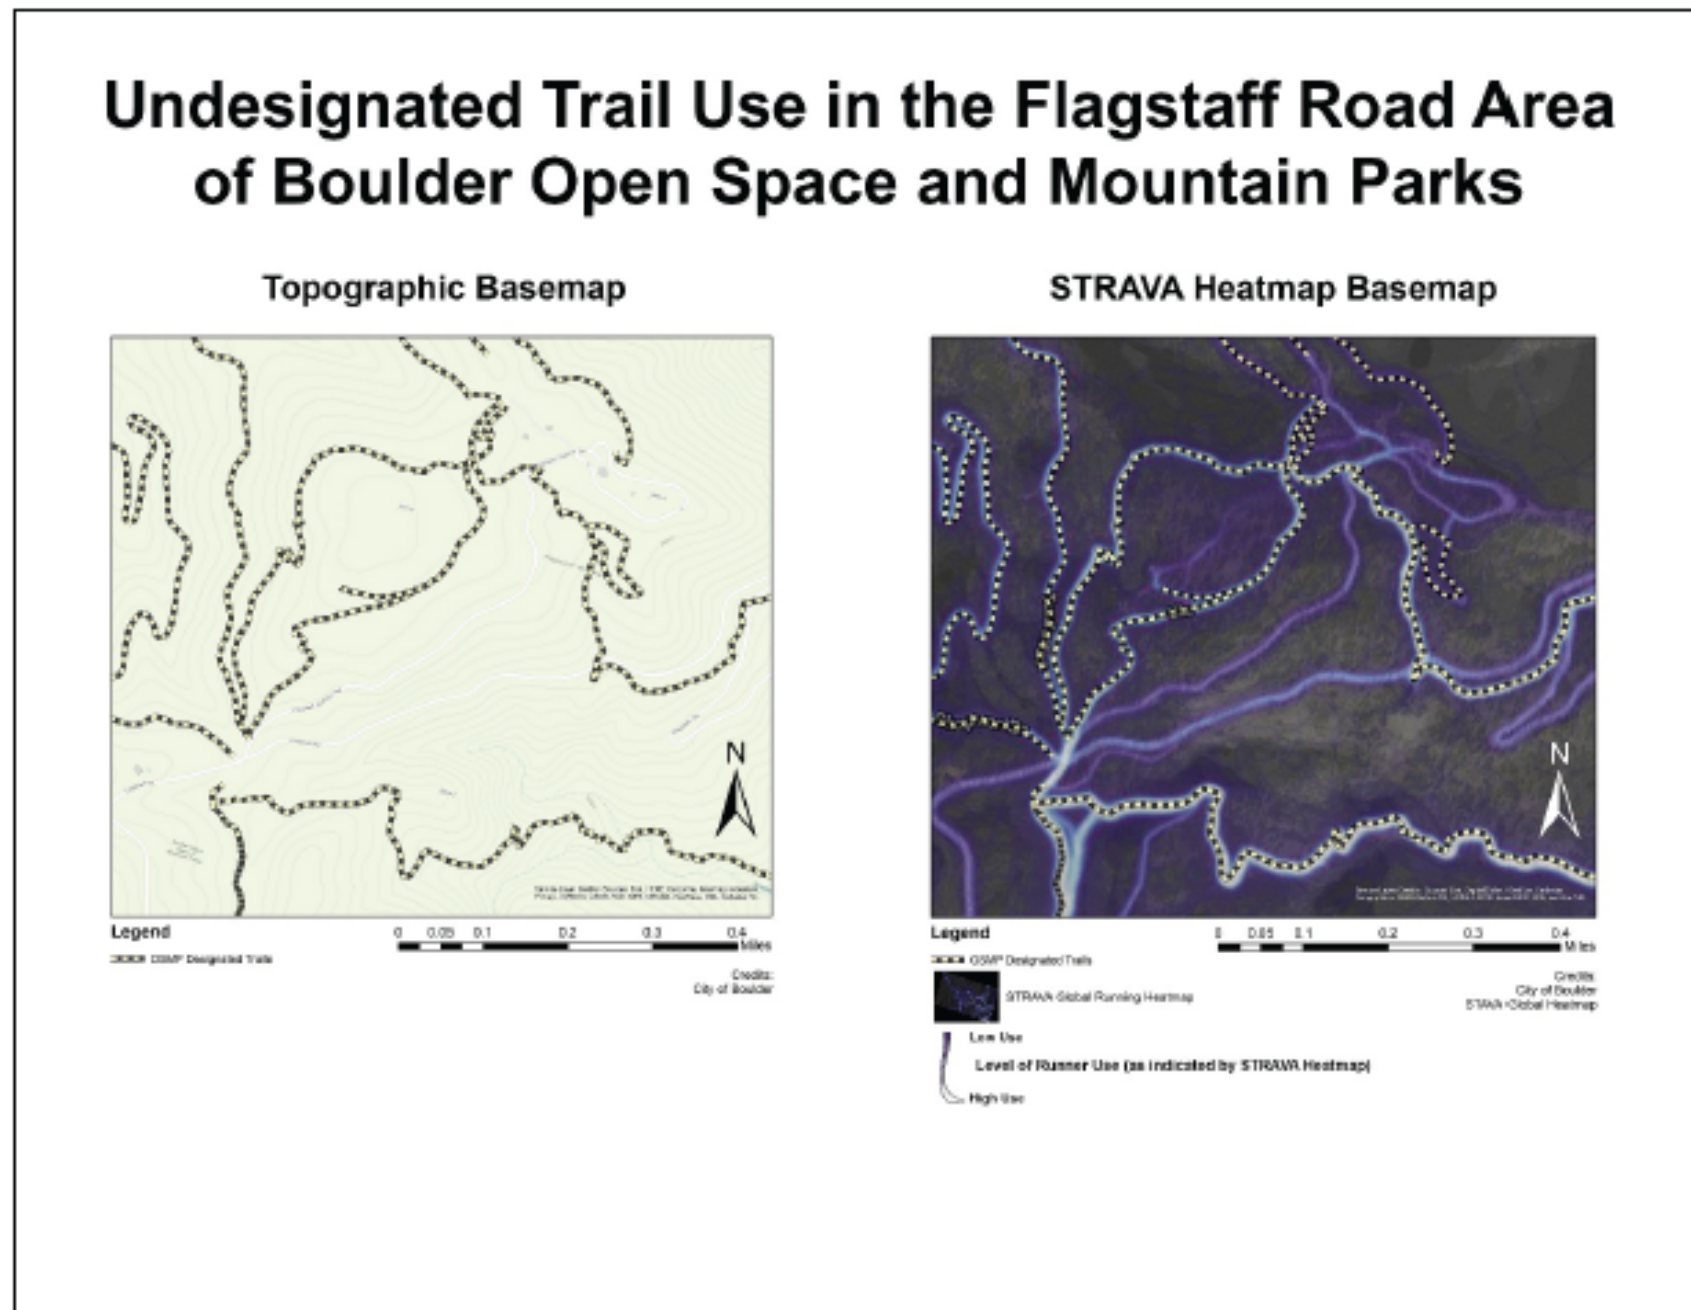 Undesignated Trail Use in the Flagstaff Road Area
of Boulder Open Space and Mountain Parks
Topographic Basemap
STRAVA Heatmap Basemap
N
N
Legend
0 0.05 0.1 0.2 0.3 0.4
Miles
OSMP Designated Trails
Credits:
City of Boulder
Legend
0 0.05 0.1 0.2 0.3 0.4
Miles
OSMP Designated Trails
STRAVA Global Running Heatmap
Credits:
City of Boulder
STAVA Global Heatmap
Low Use
Level of Runner Use (as indicated by STRAVA Heatmap)
High Use